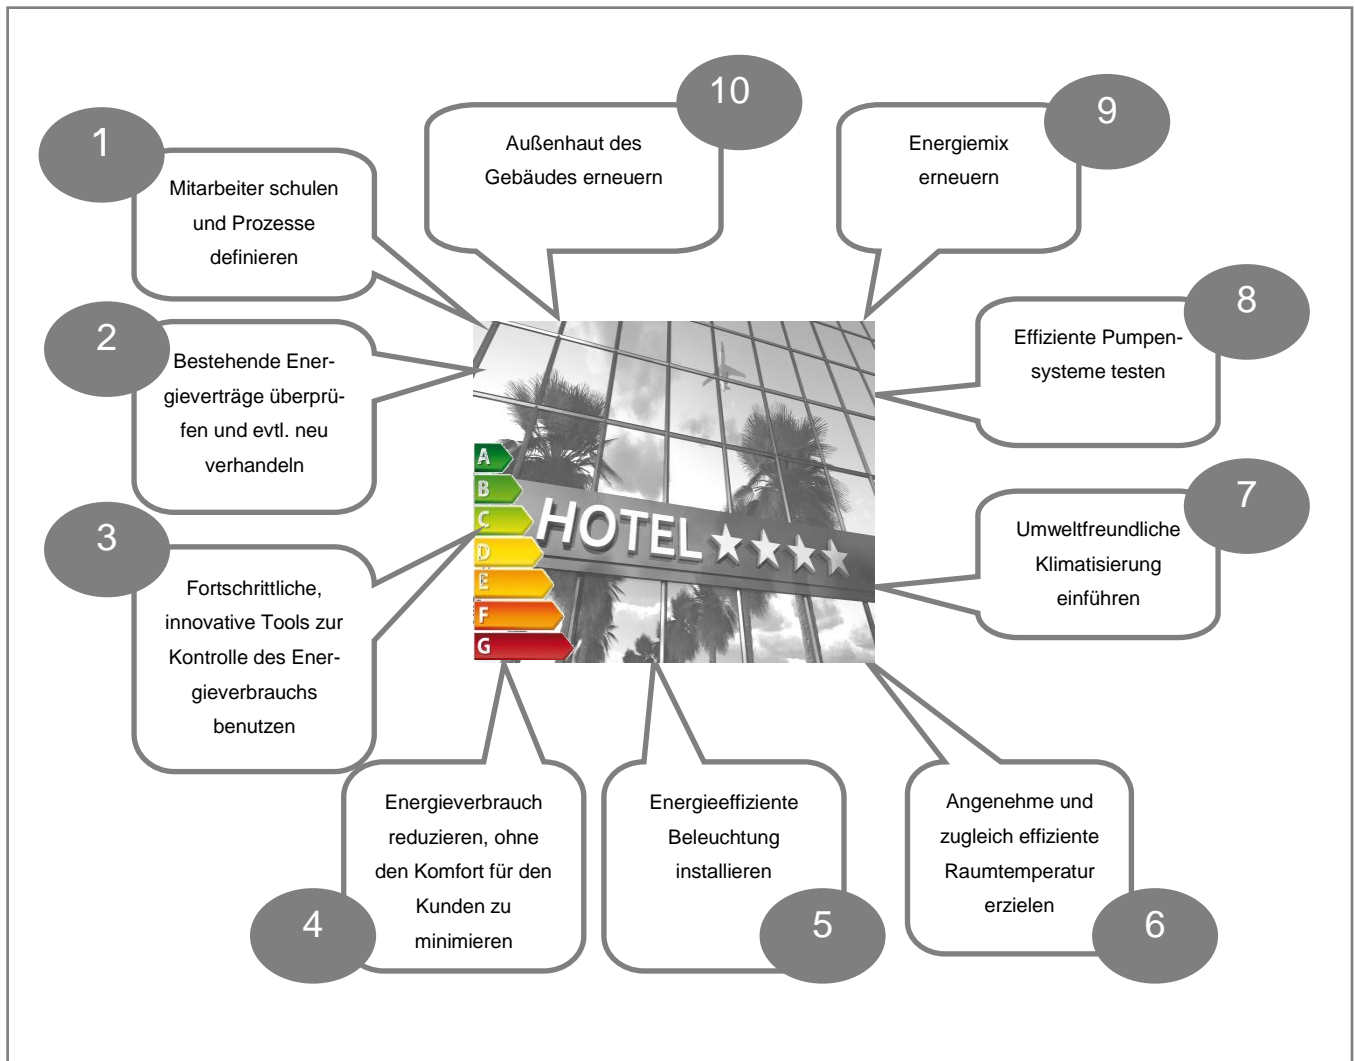 1
Mitarbeiter schulen
und Prozesse
definieren
2
Bestehende Ener-
gieverträge überprü-
fen und evtl. neu
verhandeln
3
Fortschrittliche,
innovative Tools zur
Kontrolle des Ener-
gieverbrauchs
benutzen
4
Energieverbrauch
reduzieren, ohne
den Komfort für den
Kunden zu
minimieren
5
Energieeffiziente
Beleuchtung
installieren
6
Angenehme und
zugleich effiziente
Raumtemperatur
erzielen
7
Umweltfreundliche
Klimatisierung
einführen
8
Effiziente Pumpen-
systeme testen
9
Energiemix
erneuern
10
Außenhaut des
Gebäudes erneuern
A
B
C
D
E
F
G
HOTEL